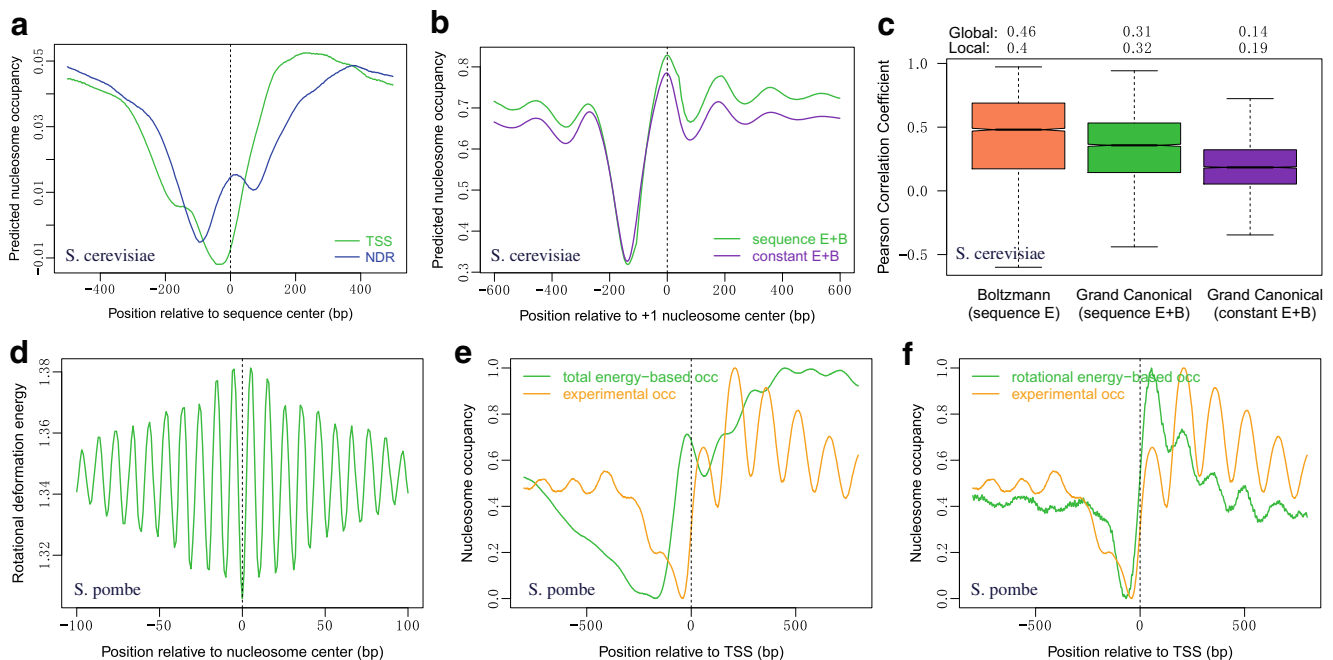 a
Predicted nucleosome occupancy
−0.01 0.01 0.03 0.05
S. cerevisiae
TSS
NDR
−400 −200 0 200 400
Position relative to sequence center (bp)
b
Predicted nucleosome occupancy
0.3 0.4 0.5 0.6 0.7 0.8
S. cerevisiae
sequence E+B
constant E+B
−600 −400 −200 0 200 400 600
Position relative to +1 nucleosome center (bp)
c
Global: 0.46 0.31 0.14
Local: 0.4 0.32 0.19
Pearson Correlation Coefficient
−0.5 0.0 0.5 1.0
S. cerevisiae
Boltzmann
(sequence E)
Grand Canonical
(sequence E+B)
Grand Canonical
(constant E+B)
d
Rotational deformation energy
1.32 1.34 1.36 1.38
S. pombe
−100 −50 0 50 100
Position relative to nucleosome center (bp)
e
Nucleosome occupancy
0.0 0.2 0.4 0.6 0.8 1.0
total energy−based occ
experimental occ
S. pombe
−500 0 500
Position relative to TSS (bp)
f
Nucleosome occupancy
0.0 0.2 0.4 0.6 0.8 1.0
rotational energy−based occ
experimental occ
S. pombe
−500 0 500
Position relative to TSS (bp)